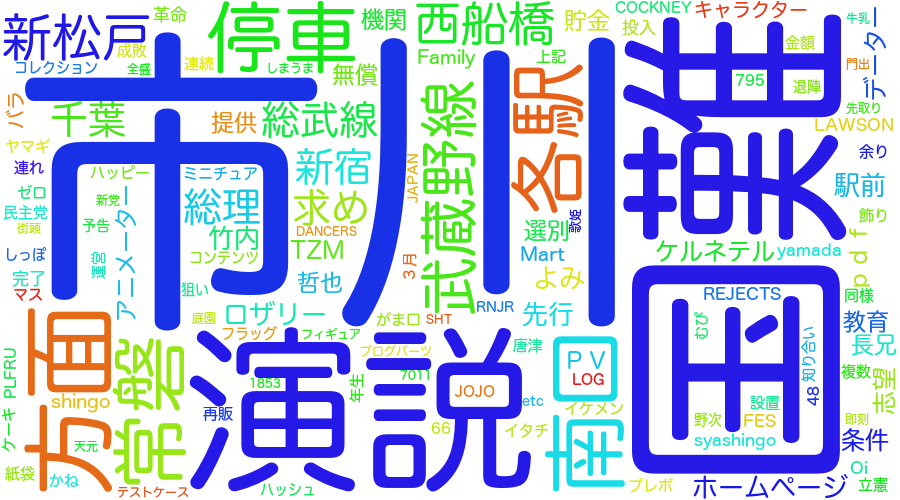 新松戸
革命
停車
機関
西船橋
貯金
COCKNEY
キャラクター
牛乳
成敗
投入
金額
データー
コレクション
全盛
連続
しまうま
無償
Family
上記
795
退陣
門出
バラ
千葉
提供
総武線
各駅
英雄
先取り
LAWSON
ヤマギ
連れ
ハッピー
ミニチュア
新宿
JAPAN
武蔵野線
余り
ゼロ
新党
総理
求め
歌姫
駅前
民主党
街頭
予告
アニメーター
竹内
DANCERS
選別
飾り
市川
しっぽ
運営
コンテンツ
TZM
3月
Mart
ケルネテル
yamada
pdf
完了
マス
狙い
哲也
よみ
REJECTS
同様
庭園
ロザリー
がま口
SHT
RNJR
先行
教育
方面
フラッグ
フィギュア
唐津
むぴ
国
長兄
PLFRU
常磐
演説
ブログパーツ
PV
知り合い
複数
1853
年生
7011
JOJO
LOG
48
志望
shingo
再販
etc
イケメン
設置
ケーキ
天元
66
イタチ
南口
野次
FES
即刻
syashingo
条件
紙袋
かね
テストケース
ハッシュ
プレボ
ホームページ
Oi
立憲